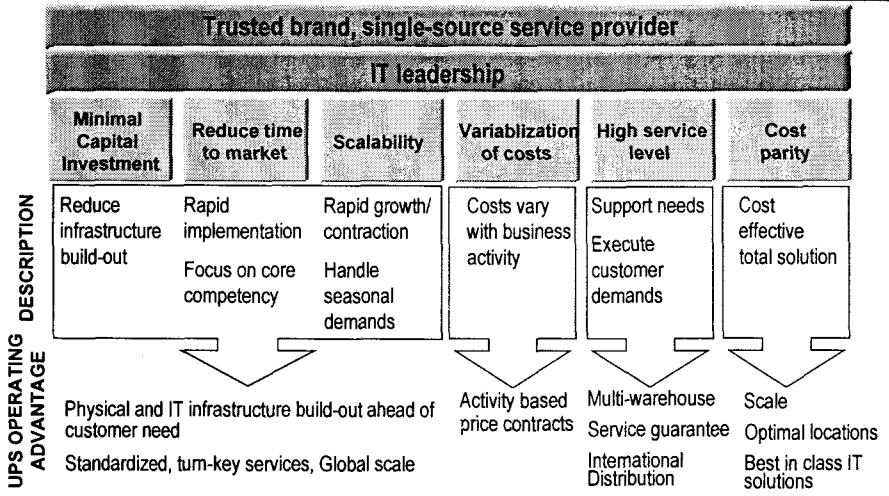 Trusted brand, single-source service provider
IT leadership
Minimal
Capital
Investment
Reduce time
to market
Scalability
Variablization
of costs
High service
level
Cost
parity
DESCRIPTION
Reduce
infrastructure
build-out
Rapid
implementation
Focus on core
competency
Rapid growth/
contraction
Handle
seasonal
demands
Costs vary
with business
activity
Support needs
Execute
customer
demands
Cost
effective
total solution
UPS OPERATING
ADVANTAGE
Physical and IT infrastructure build-out ahead of
customer need
Standardized, turn-key services, Global scale
Activity based
price contracts
Multi-warehouse
Service guarantee
International
Distribution
Scale
Optimal locations
Best in class IT
solutions